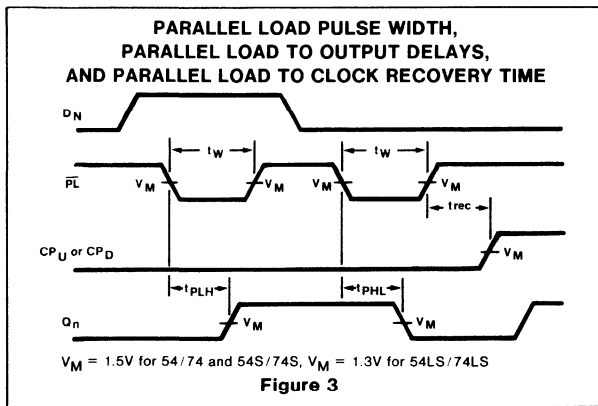 PARALLEL LOAD PULSE WIDTH,
PARALLEL LOAD TO OUTPUT DELAYS,
AND PARALLEL LOAD TO CLOCK RECOVERY TIME
DN
tW
tW
PL
VM
VM
VM
VM
trec
CPU or CPD
VM
tPLH
tPHL
Qn
VM
VM
VM = 1.5V for 54/74 and 54S/74S, VM = 1.3V for 54LS/74LS
Figure 3